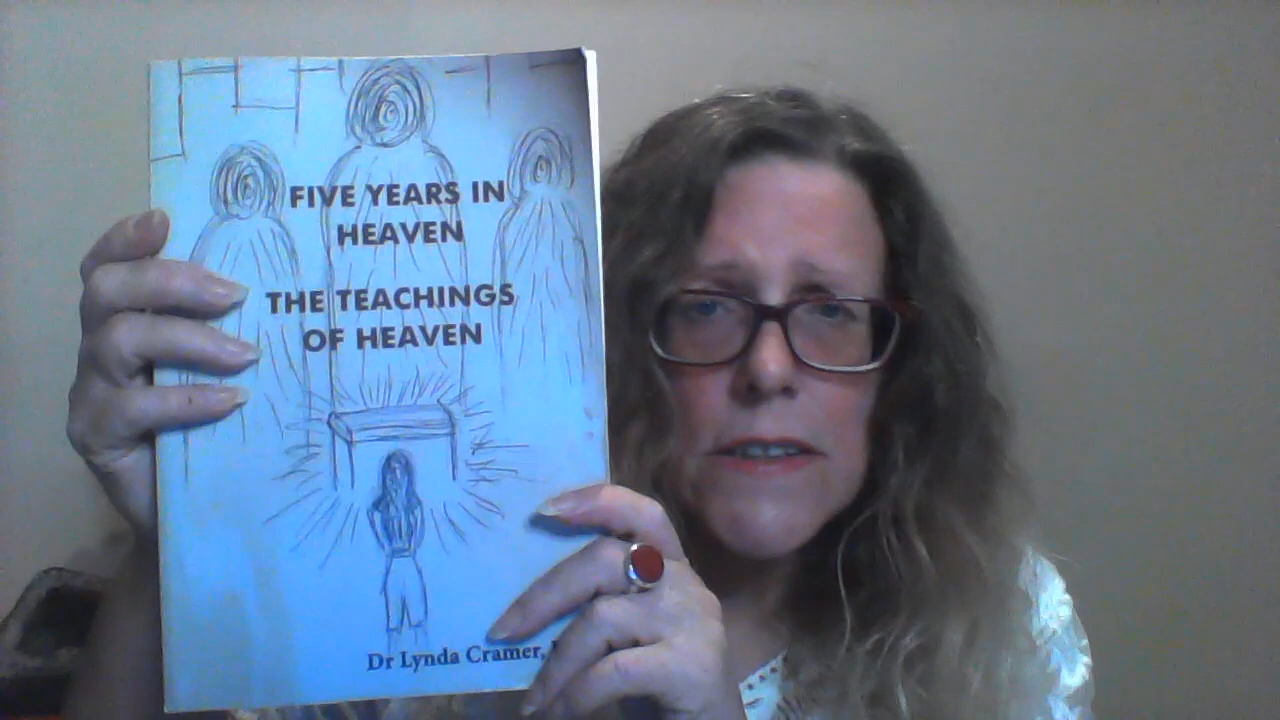 FIVE YEARS IN
HEAVEN
THE TEACHINGS
OF HEAVEN
Dr Lynda Cramer,